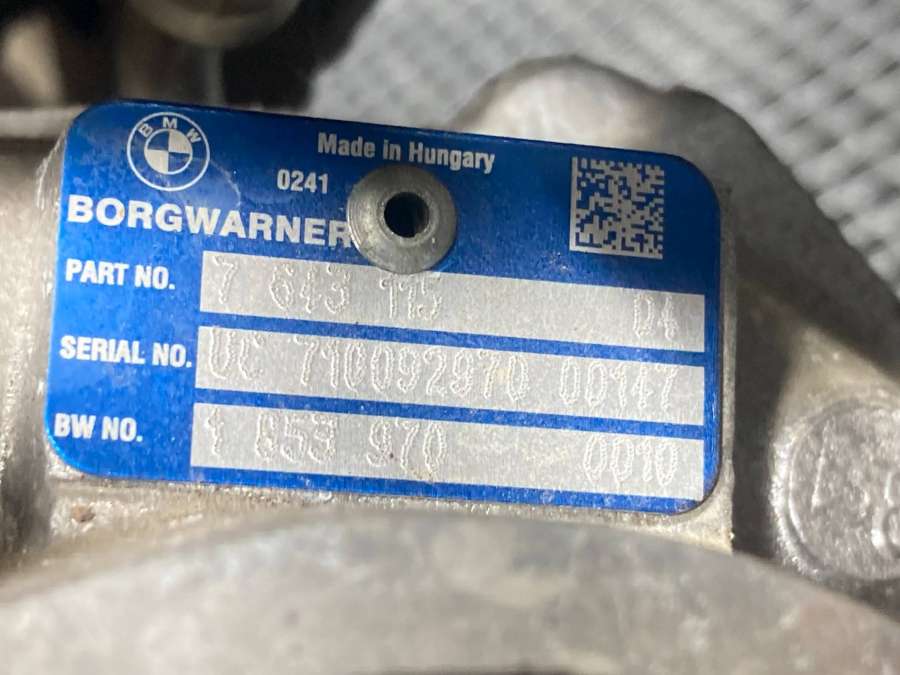 BMW
Made in Hungary
0241
BORGWARNER
PART NO. 7 643 115 04
SERIAL NO. UC 710092970 00147
BW NO. 1 853 970 0010